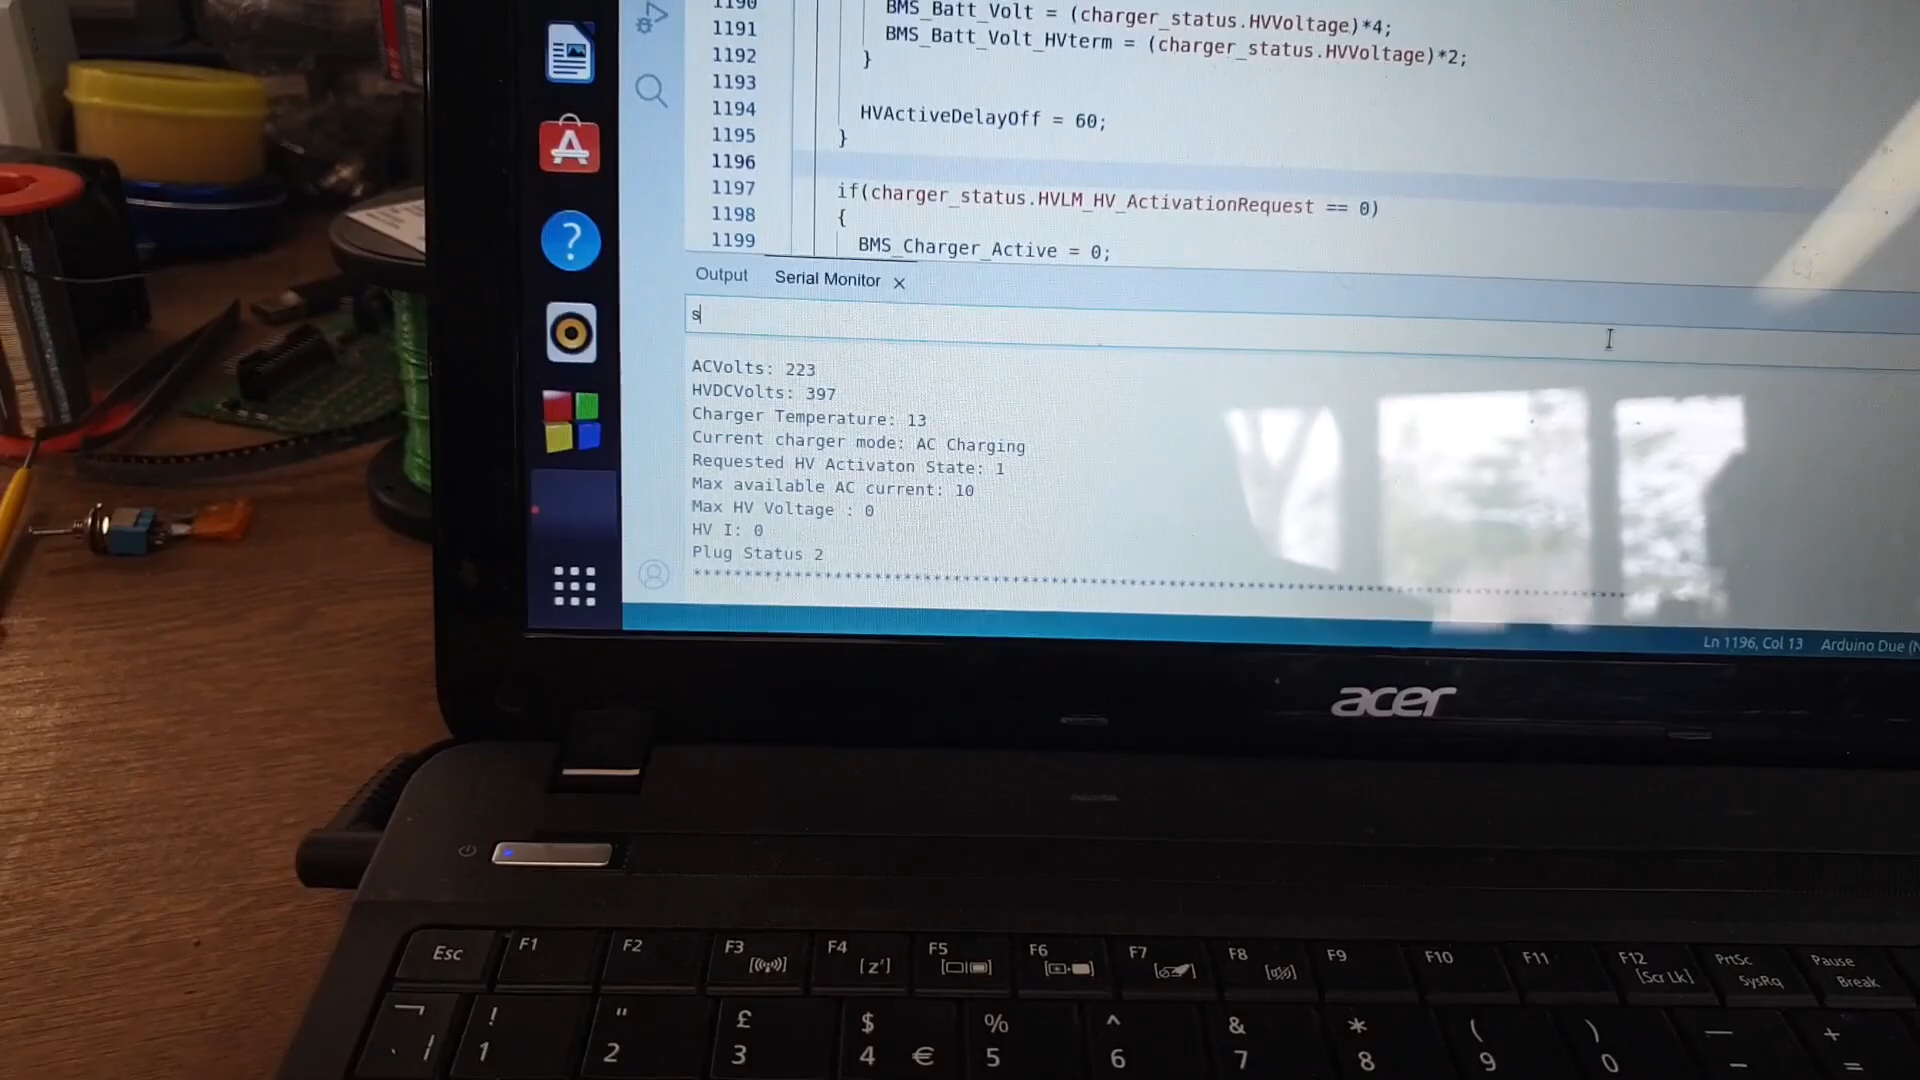 1190 BMS_Batt_Volt = (charger_status.HVVoltage)*4;
1191 BMS_Batt_Volt_HVterm = (charger_status.HVVoltage)*2;
1192 }
1193
1194 HVActiveDelayOff = 60;
1195 }
1196
1197 if(charger_status.HVLM_HV_ActivationRequest == 0)
1198 {
1199 BMS_Charger_Active = 0;
Output Serial Monitor
s
ACVolts: 223
HVDCVolts: 397
Charger Temperature: 13
Current charger mode: AC Charging
Requested HV Activaton State: 1
Max available AC current: 10
Max HV Voltage : 0
HV I: 0
Plug Status 2
Ln 1196, Col 13 Arduino Due
acer
Esc F1 F2 F3 F4 F5 F6 F7 F8 F9 F10 F11 F12 PrtSc Pause
[Scr Lk] SysRq Break
! " £ $ % ^ & * ( ) — +
1 2 3 4 € 5 6 7 8 9 0 - =